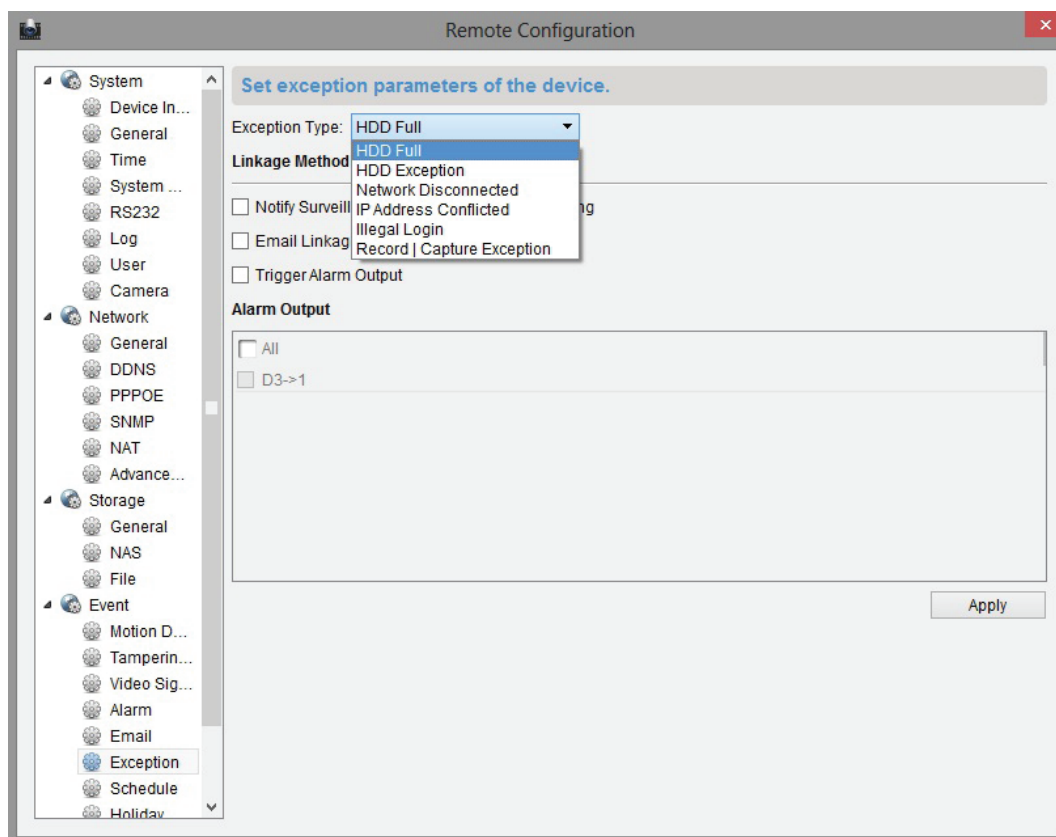 Remote Configuration
System
Device In...
General
Time
System ...
RS232
Log
User
Camera
Network
General
DDNS
PPPOE
SNMP
NAT
Advance...
Storage
General
NAS
File
Event
Motion D...
Tamperin...
Video Sig...
Alarm
Email
Exception
Schedule
Holiday
Set exception parameters of the device.
Exception Type: HDD Full
HDD Full
HDD Exception
Network Disconnected
IP Address Conflicted
Illegal Login
Record | Capture Exception
Linkage Method
Notify Surveill
Email Linkag
Trigger Alarm Output
Alarm Output
All
D3->1
Apply